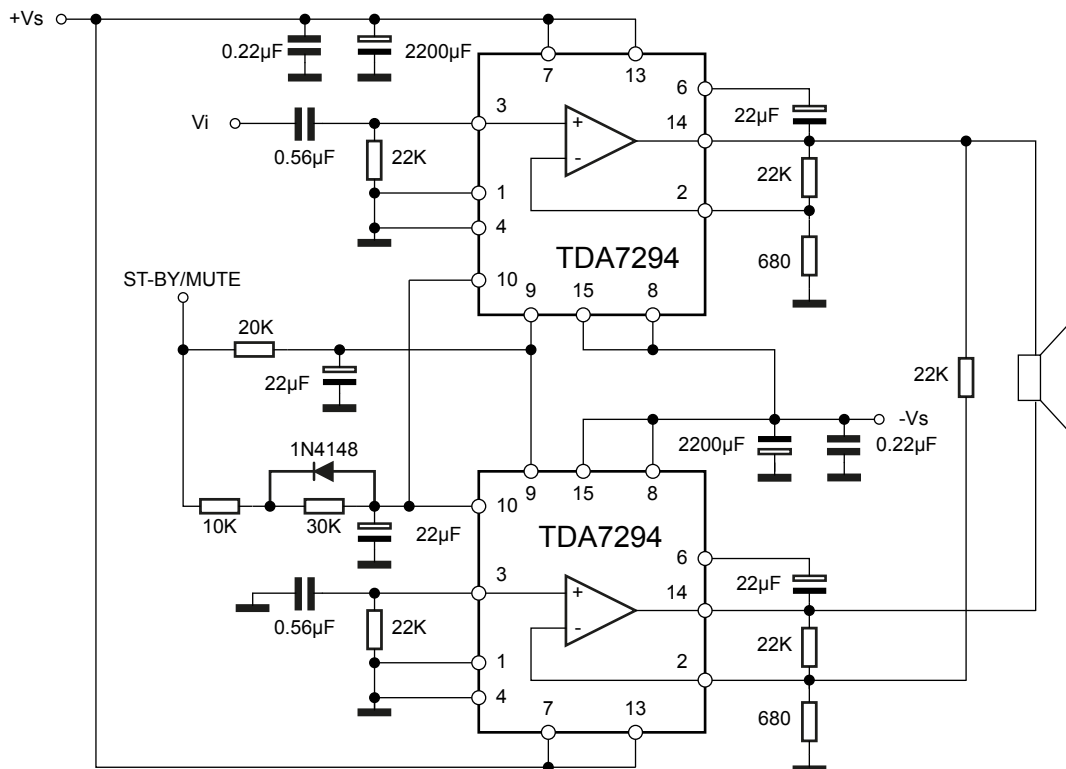 +Vs
0.22µF
2200µF
7
13
6
3
Vi
14
22µF
0.56µF
22K
+
-
22K
1
2
4
TDA7294
680
10
ST-BY/MUTE
9
15
8
20K
22µF
22K
-Vs
1N4148
2200µF
0.22µF
9
15
8
10
10K
30K
22µF
TDA7294
6
3
22µF
14
0.56µF
22K
+
-
22K
1
2
4
680
7
13